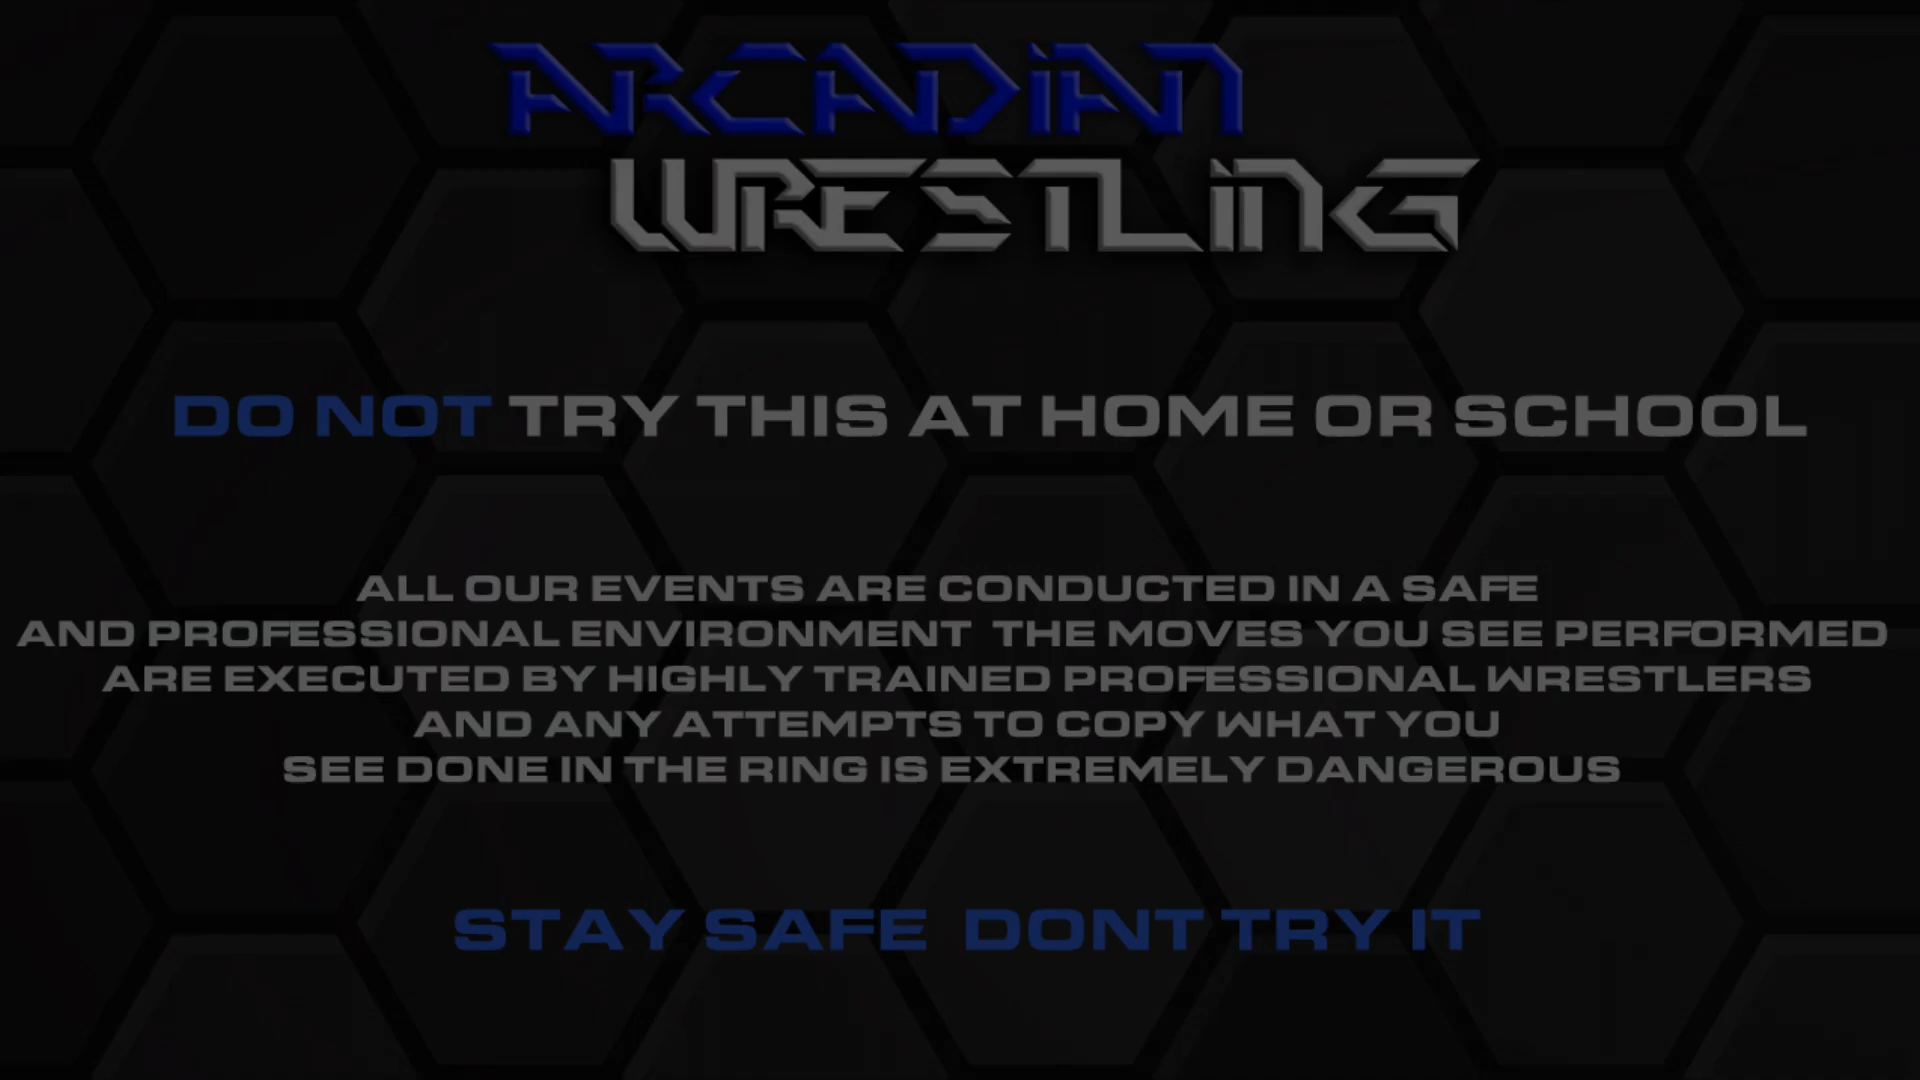 ARCADIAN
WRESTLING
DO NOT TRY THIS AT HOME OR SCHOOL
ALL OUR EVENTS ARE CONDUCTED IN A SAFE
AND PROFESSIONAL ENVIRONMENT THE MOVES YOU SEE PERFORMED
ARE EXECUTED BY HIGHLY TRAINED PROFESSIONAL WRESTLERS
AND ANY ATTEMPTS TO COPY WHAT YOU
SEE DONE IN THE RING IS EXTREMELY DANGEROUS
STAY SAFE DONT TRY IT